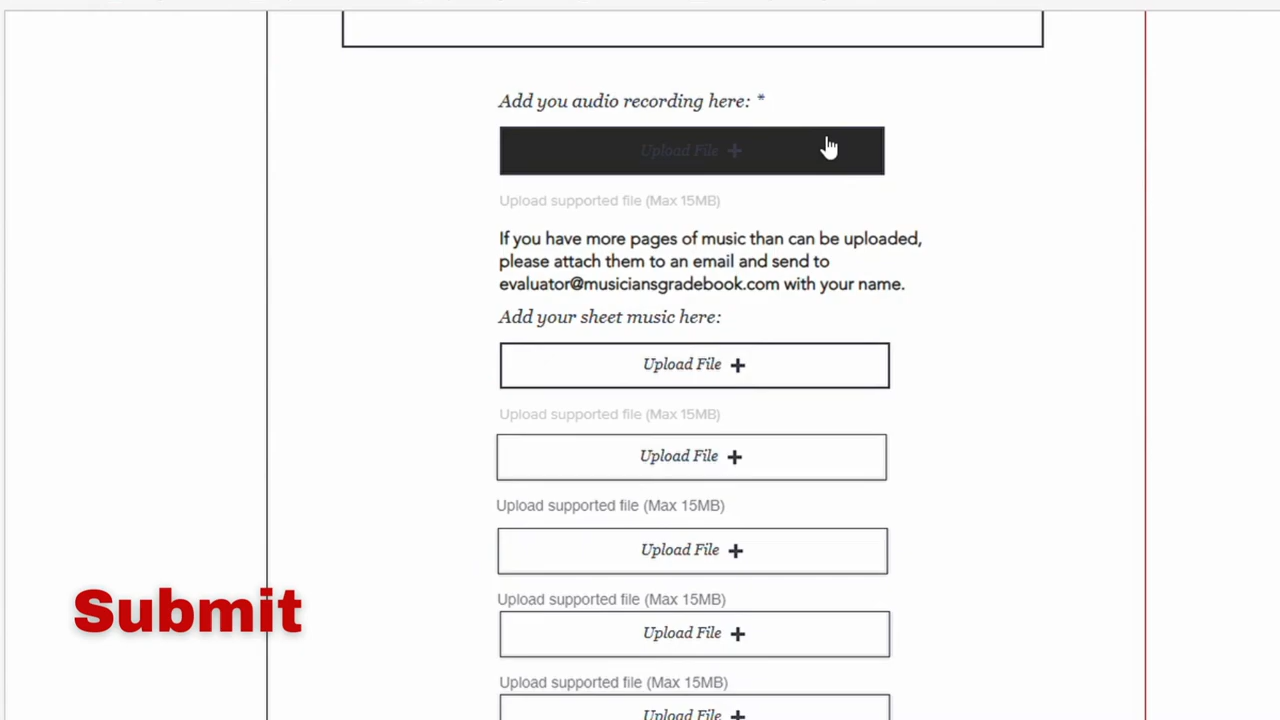 Add you audio recording here: *
Upload File +
Upload supported file (Max 15MB)
If you have more pages of music than can be uploaded,
please attach them to an email and send to
evaluator@musiciansgradebook.com with your name.
Add your sheet music here:
Upload File +
Upload supported file (Max 15MB)
Upload File +
Upload supported file (Max 15MB)
Upload File +
Upload supported file (Max 15MB)
Submit
Upload File +
Upload supported file (Max 15MB)
Upload File +